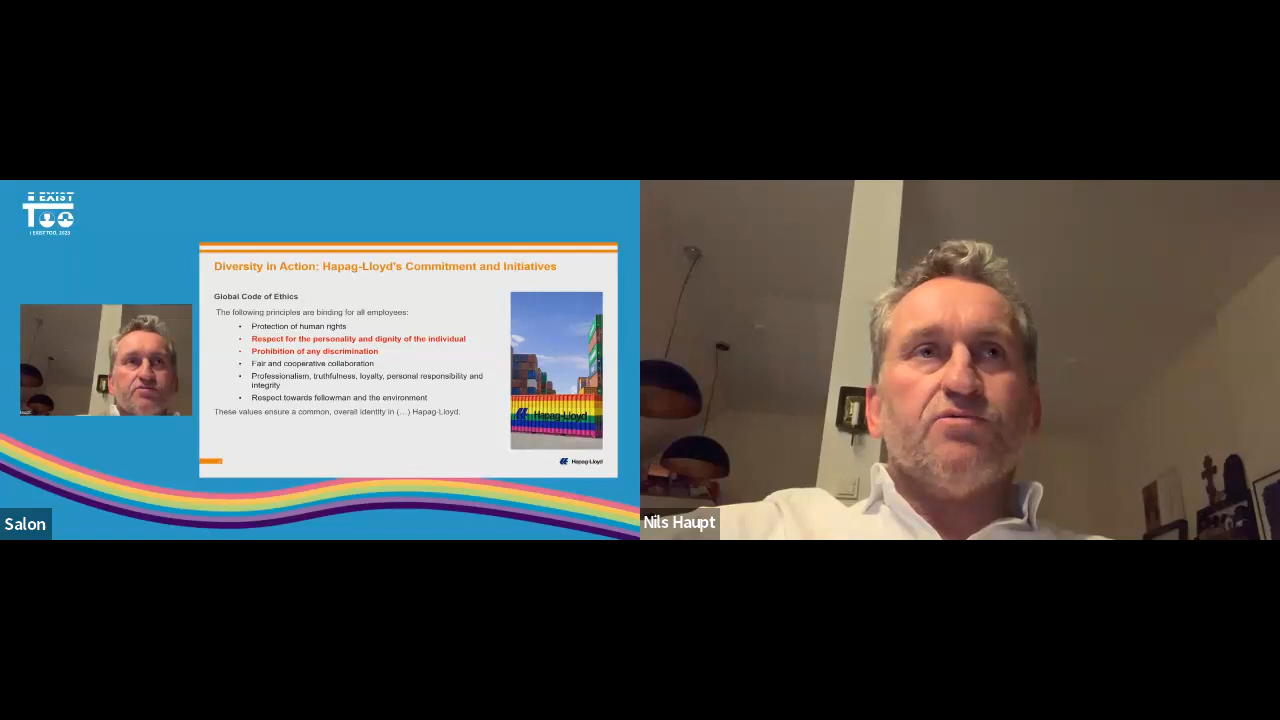 I EXIST
TOO
I EXIST TOO, 2023
Diversity in Action: Hapag-Lloyd's Commitment and Initiatives
Global Code of Ethics
The following principles are binding for all employees:
• Protection of human rights
• Respect for the personality and dignity of the individual
• Prohibition of any discrimination
• Fair and cooperative collaboration
• Professionalism, truthfulness, loyalty, personal responsibility and
integrity
• Respect towards fellowman and the environment
These values ensure a common, overall identity in (...) Hapag-Lloyd.
Hapag-Lloyd
Hapag-Lloyd
Salon
Nils Haupt